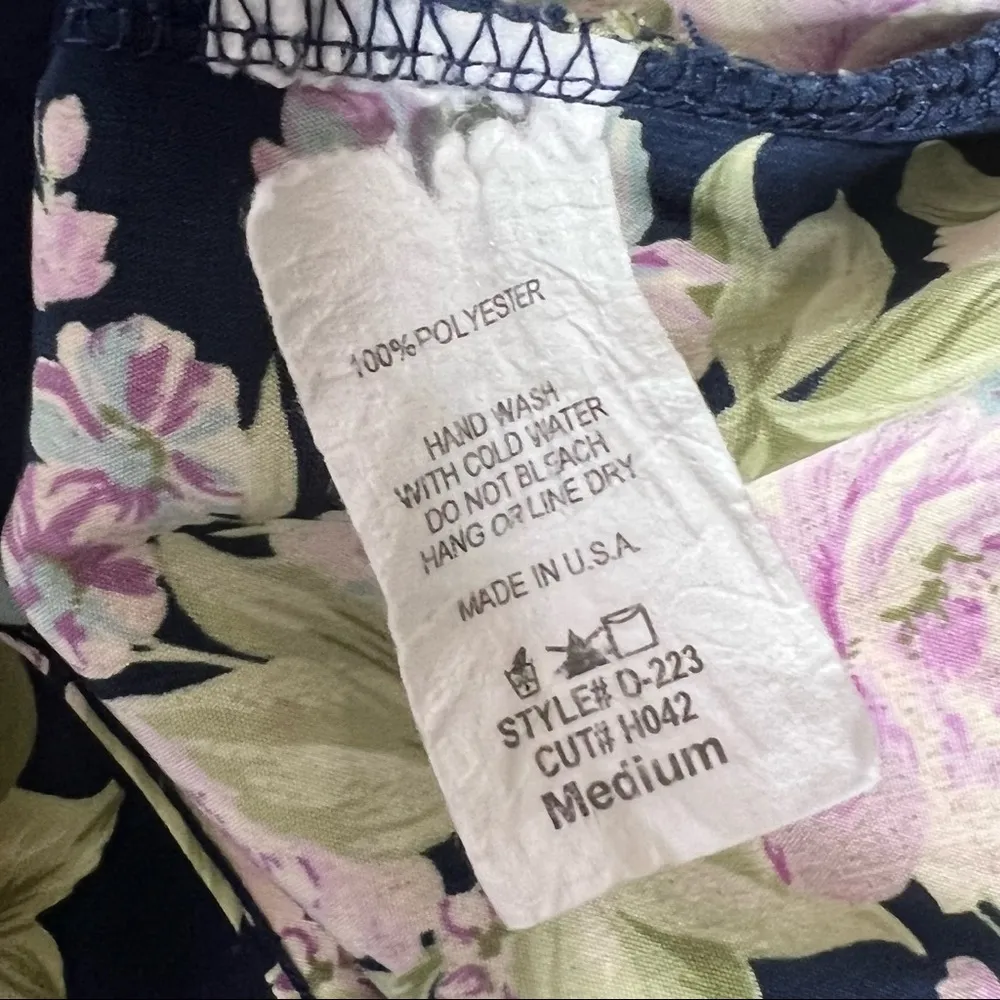 100%POLYESTER
HAND WASH
WITH COLD WATER
DO NOT BLEACH
HANG OR LINE DRY
MADE IN U.S.A.
STYLE# D-223
CUT# H042
Medium